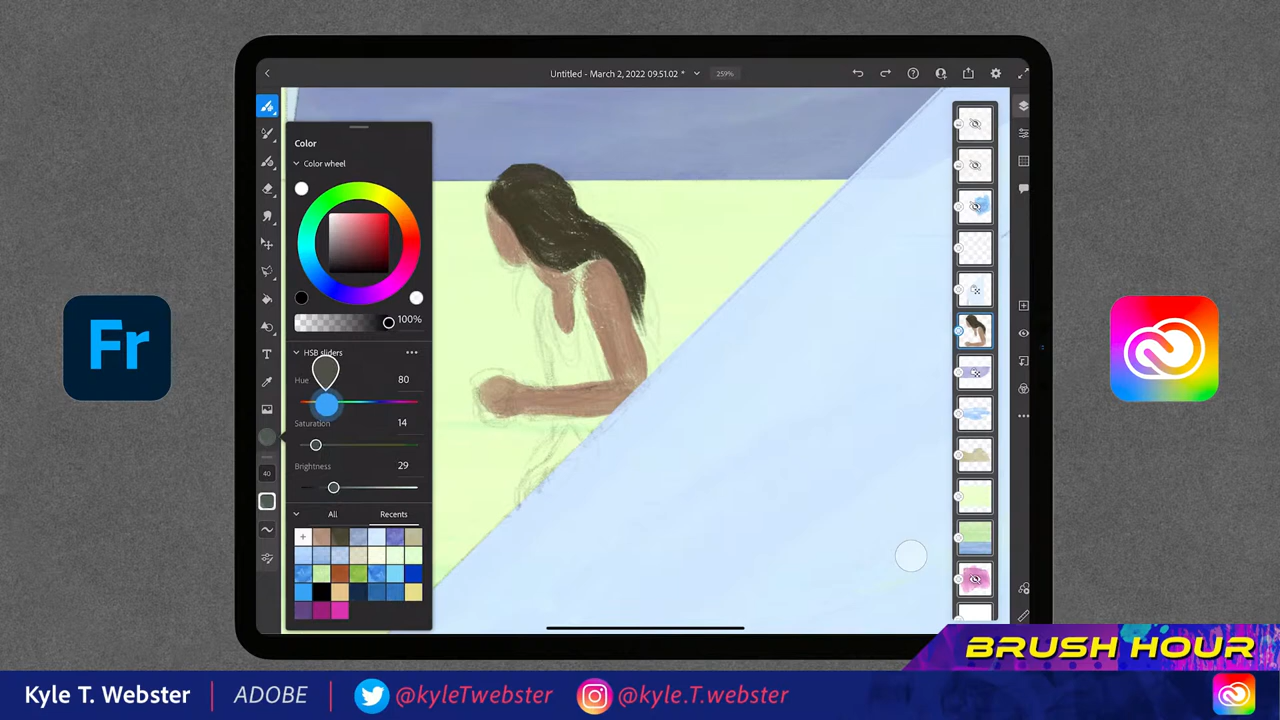 Untitled - March 2, 2022 09.51.02 *
259%
Color
Color wheel
100%
HSB sliders
Hue
80
Saturation
14
Brightness
29
All
Recents
40
T
Fr
BRUSH HOUR
Kyle T. Webster
ADOBE
@kyleTwebster
@kyle.T.webster